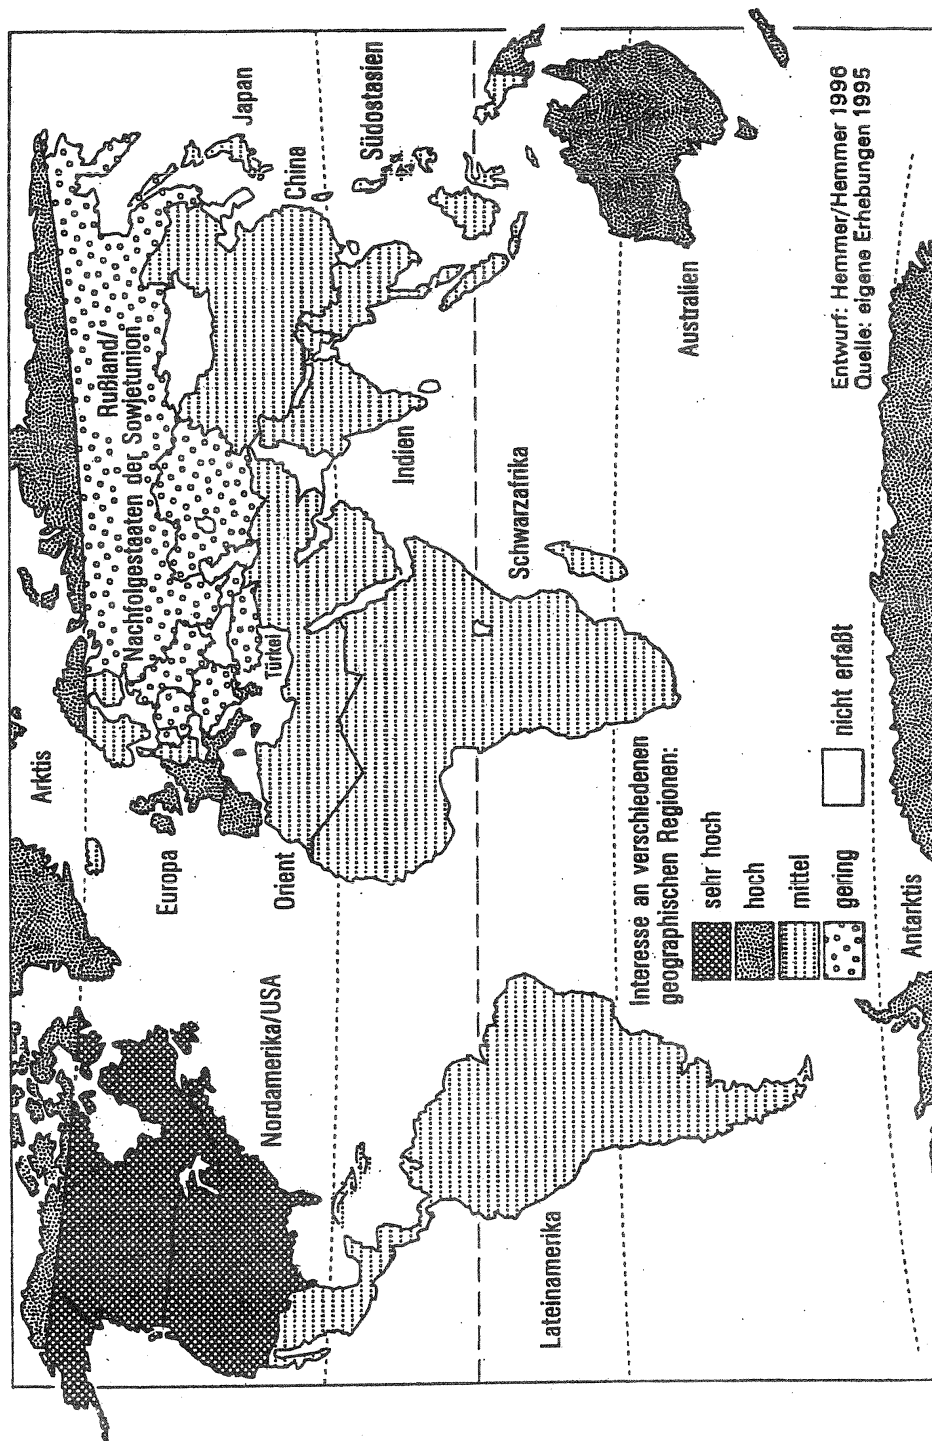 Arktis
Rußland/
Nachfolgestaaten der Sowjetunion
Japan
Europa
Türkei
China
Südostasien
Nordamerika/USA
Orient
Indien
Schwarzafrika
Lateinamerika
Australien
Interesse an verschiedenen
geographischen Regionen:
sehr hoch
hoch
mittel
gering
nicht erfaßt
Antarktis
Entwurf: Hemmer/Hemmer 1996
Quelle: eigene Erhebungen 1995